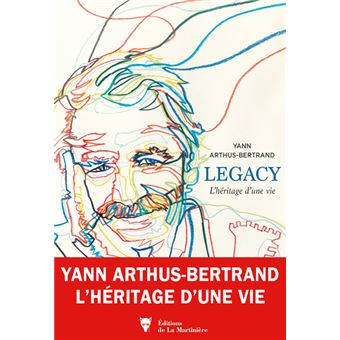 YANN
ARTHUS-BERTRAND
LEGACY
L'héritage d'une vie
YANN ARTHUS-BERTRAND
L'HÉRITAGE D'UNE VIE
Éditions
de La Martinière